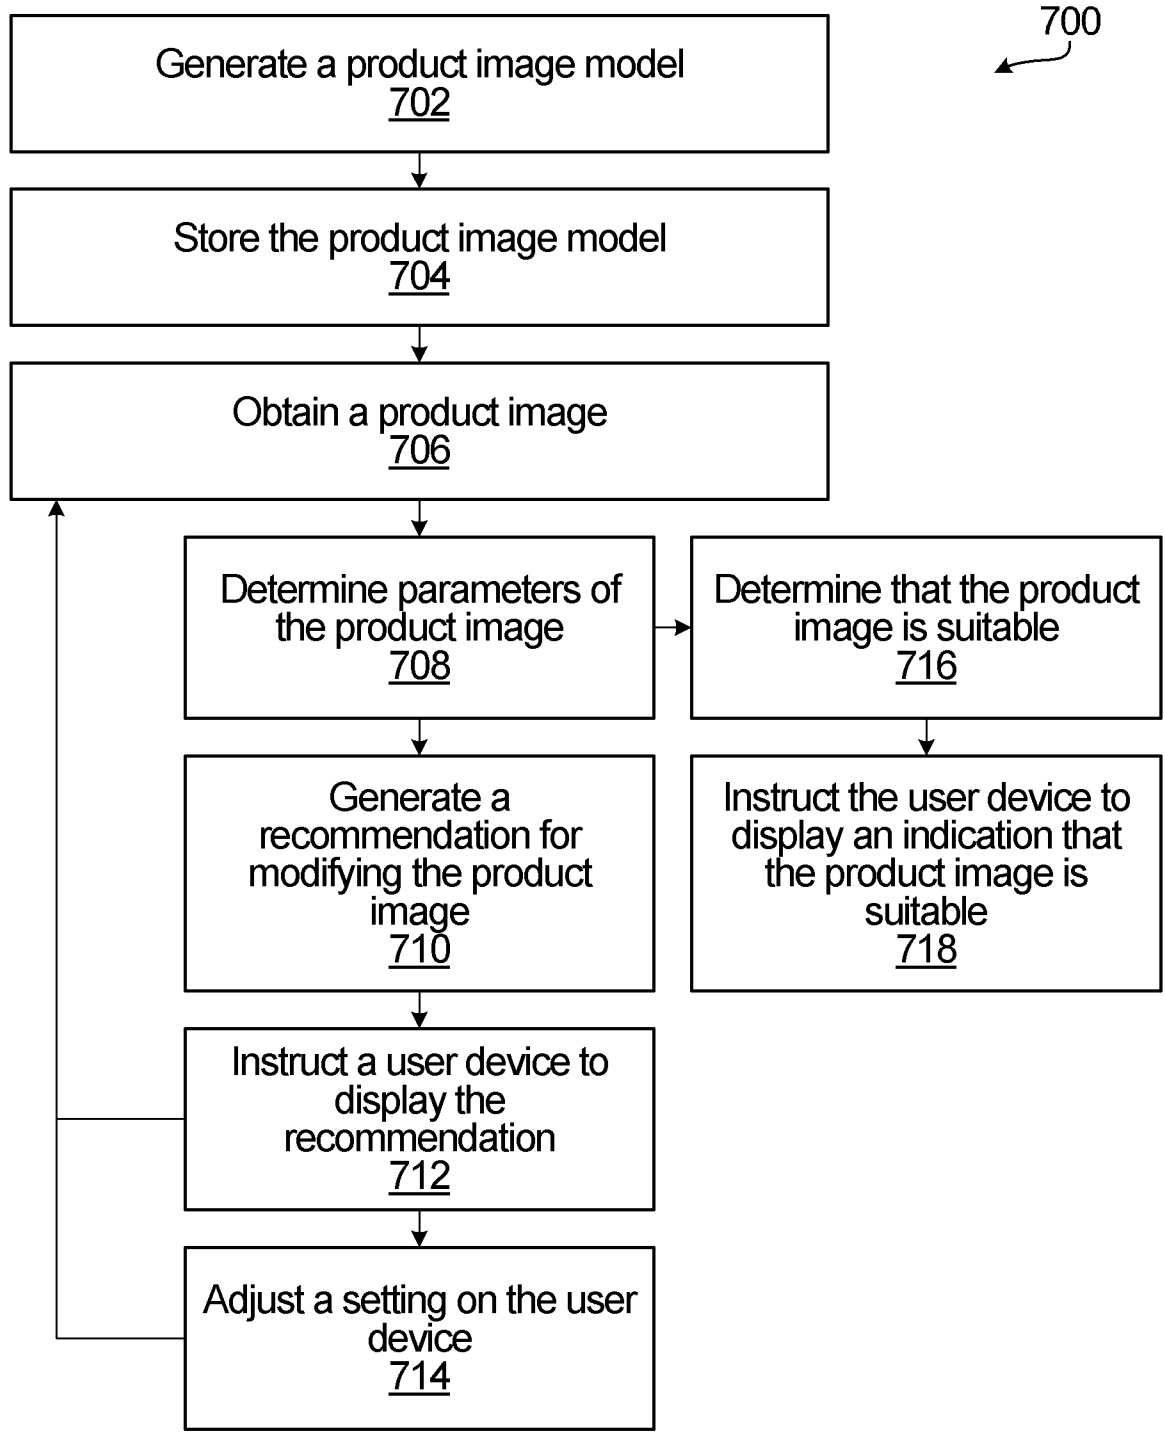 700
Generate a product image model
702
Store the product image model
704
Obtain a product image
706
Determine parameters of
the product image
708
Determine that the product
image is suitable
716
Generate a
recommendation for
modifying the product
image
710
Instruct the user device to
display an indication that
the product image is
suitable
718
Instruct a user device to
display the
recommendation
712
Adjust a setting on the user
device
714